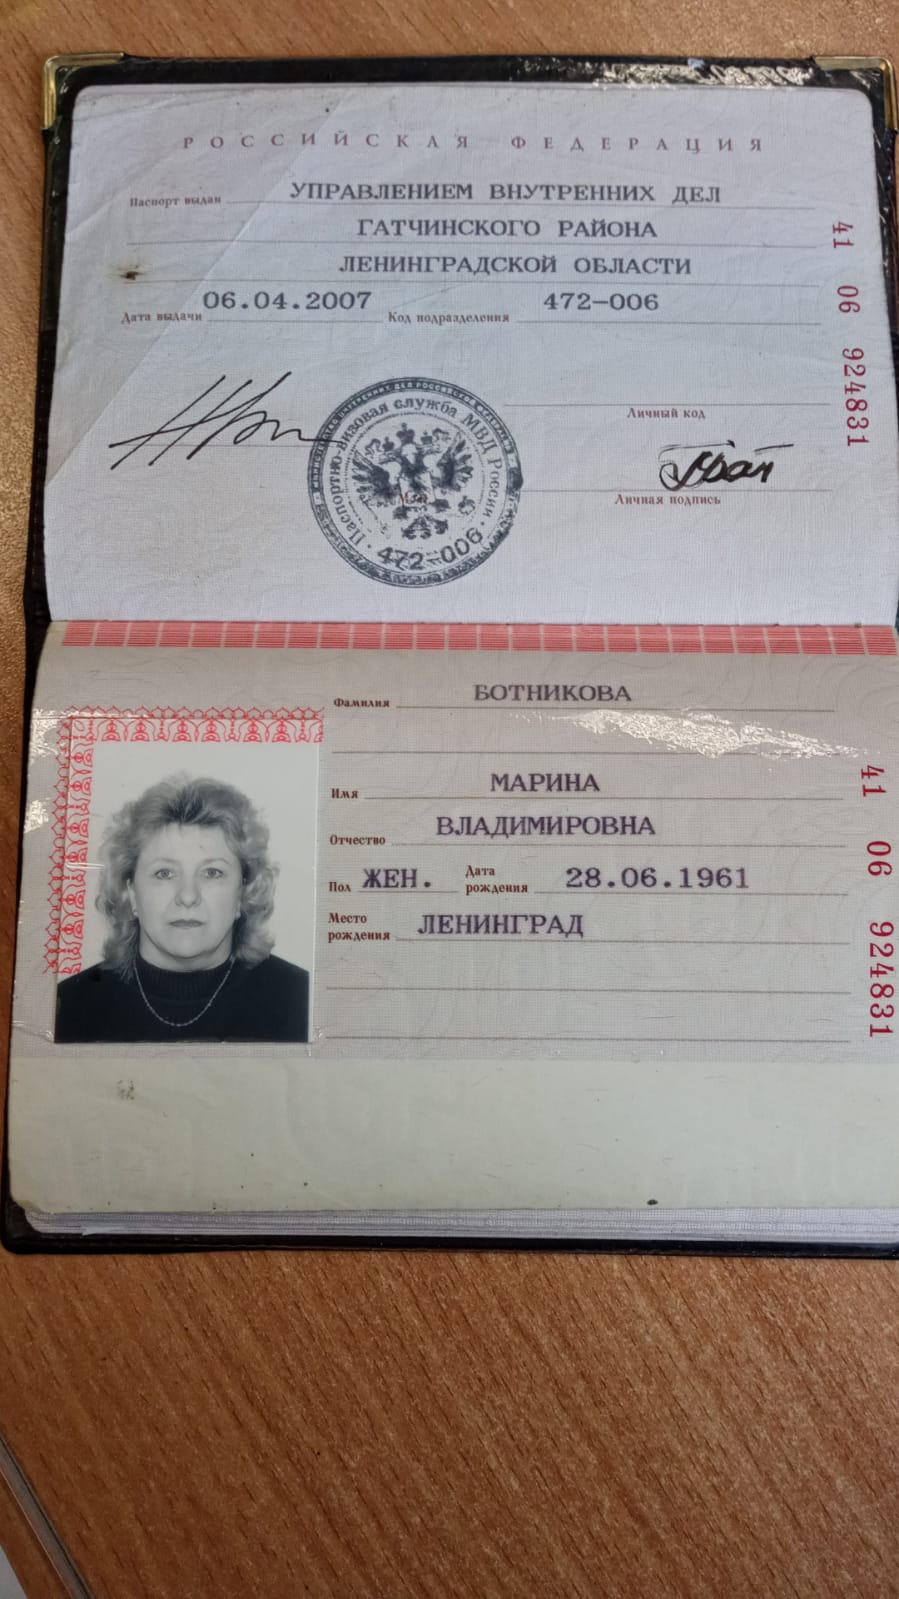 РОССИЙСКАЯ ФЕДЕРАЦИЯ
Паспорт выдан УПРАВЛЕНИЕМ ВНУТРЕННИХ ДЕЛ
ГАТЧИНСКОГО РАЙОНА
ЛЕНИНГРАДСКОЙ ОБЛАСТИ
Дата выдачи 06.04.2007 Код подразделения 472-006
41 06 924831
Личный код
Личная подпись
Паспортно-визовая служба МВД России
472-006
Фамилия БОТНИКОВА
Имя МАРИНА
Отчество ВЛАДИМИРОВНА
Пол ЖЕН. Дата рождения 28.06.1961
Место рождения ЛЕНИНГРАД
41 06 924831